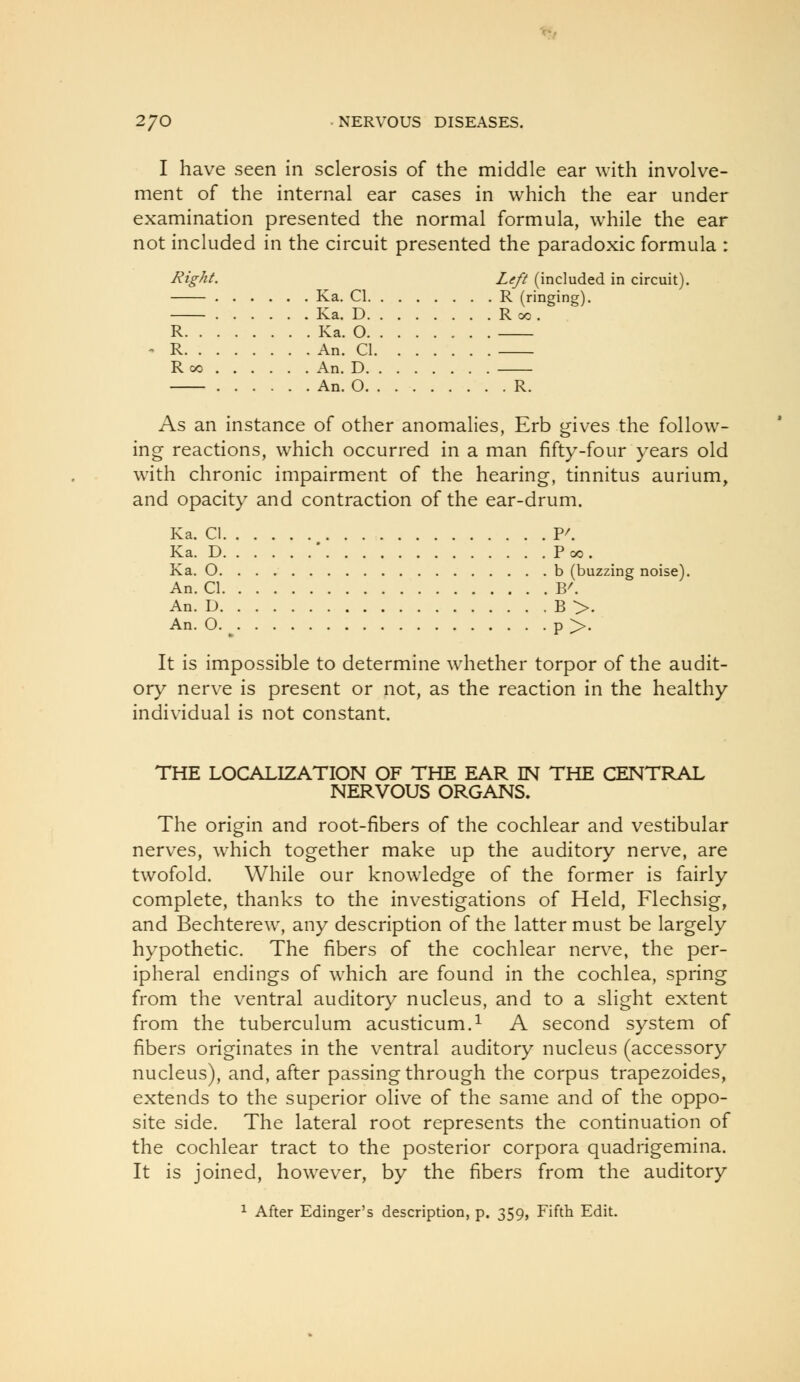 270 NERVOUS DISEASES.
I have seen in sclerosis of the middle ear with involve-
ment of the internal ear cases in which the ear under
examination presented the normal formula, while the ear
not included in the circuit presented the paradoxic formula :
Right. Left (included in circuit).
—— . . . . . . Ka. Cl. . . . . . . . . R (ringing).
—— . . . . . . Ka. D. . . . . . . . . R ∞ .
R. . . . . . . . Ka. O. . . . . . . . . ——
R. . . . . . . . An. Cl. . . . . . . . ——
R ∞ . . . . . . An. D. . . . . . . . . ——
—— . . . . . . An. O. . . . . . . . . . R.
As an instance of other anomalies, Erb gives the follow-
ing reactions, which occurred in a man fifty-four years old
with chronic impairment of the hearing, tinnitus aurium,
and opacity and contraction of the ear-drum.
Ka. Cl. . . . . . . . . . . . . . . . . . . . . P′.
Ka. D. . . . . . . . . . . . . . . . . . . . . P ∞ .
Ka. O. . . . . . . . . . . . . . . . . . . . . b (buzzing noise).
An. Cl. . . . . . . . . . . . . . . . . . . . . B′.
An. D. . . . . . . . . . . . . . . . . . . . . B >.
An. O. . . . . . . . . . . . . . . . . . . . . p >.
It is impossible to determine whether torpor of the audit-
ory nerve is present or not, as the reaction in the healthy
individual is not constant.
THE LOCALIZATION OF THE EAR IN THE CENTRAL
NERVOUS ORGANS.
The origin and root-fibers of the cochlear and vestibular
nerves, which together make up the auditory nerve, are
twofold. While our knowledge of the former is fairly
complete, thanks to the investigations of Held, Flechsig,
and Bechterew, any description of the latter must be largely
hypothetic. The fibers of the cochlear nerve, the per-
ipheral endings of which are found in the cochlea, spring
from the ventral auditory nucleus, and to a slight extent
from the tuberculum acusticum.¹ A second system of
fibers originates in the ventral auditory nucleus (accessory
nucleus), and, after passing through the corpus trapezoides,
extends to the superior olive of the same and of the oppo-
site side. The lateral root represents the continuation of
the cochlear tract to the posterior corpora quadrigemina.
It is joined, however, by the fibers from the auditory
¹ After Edinger's description, p. 359, Fifth Edit.